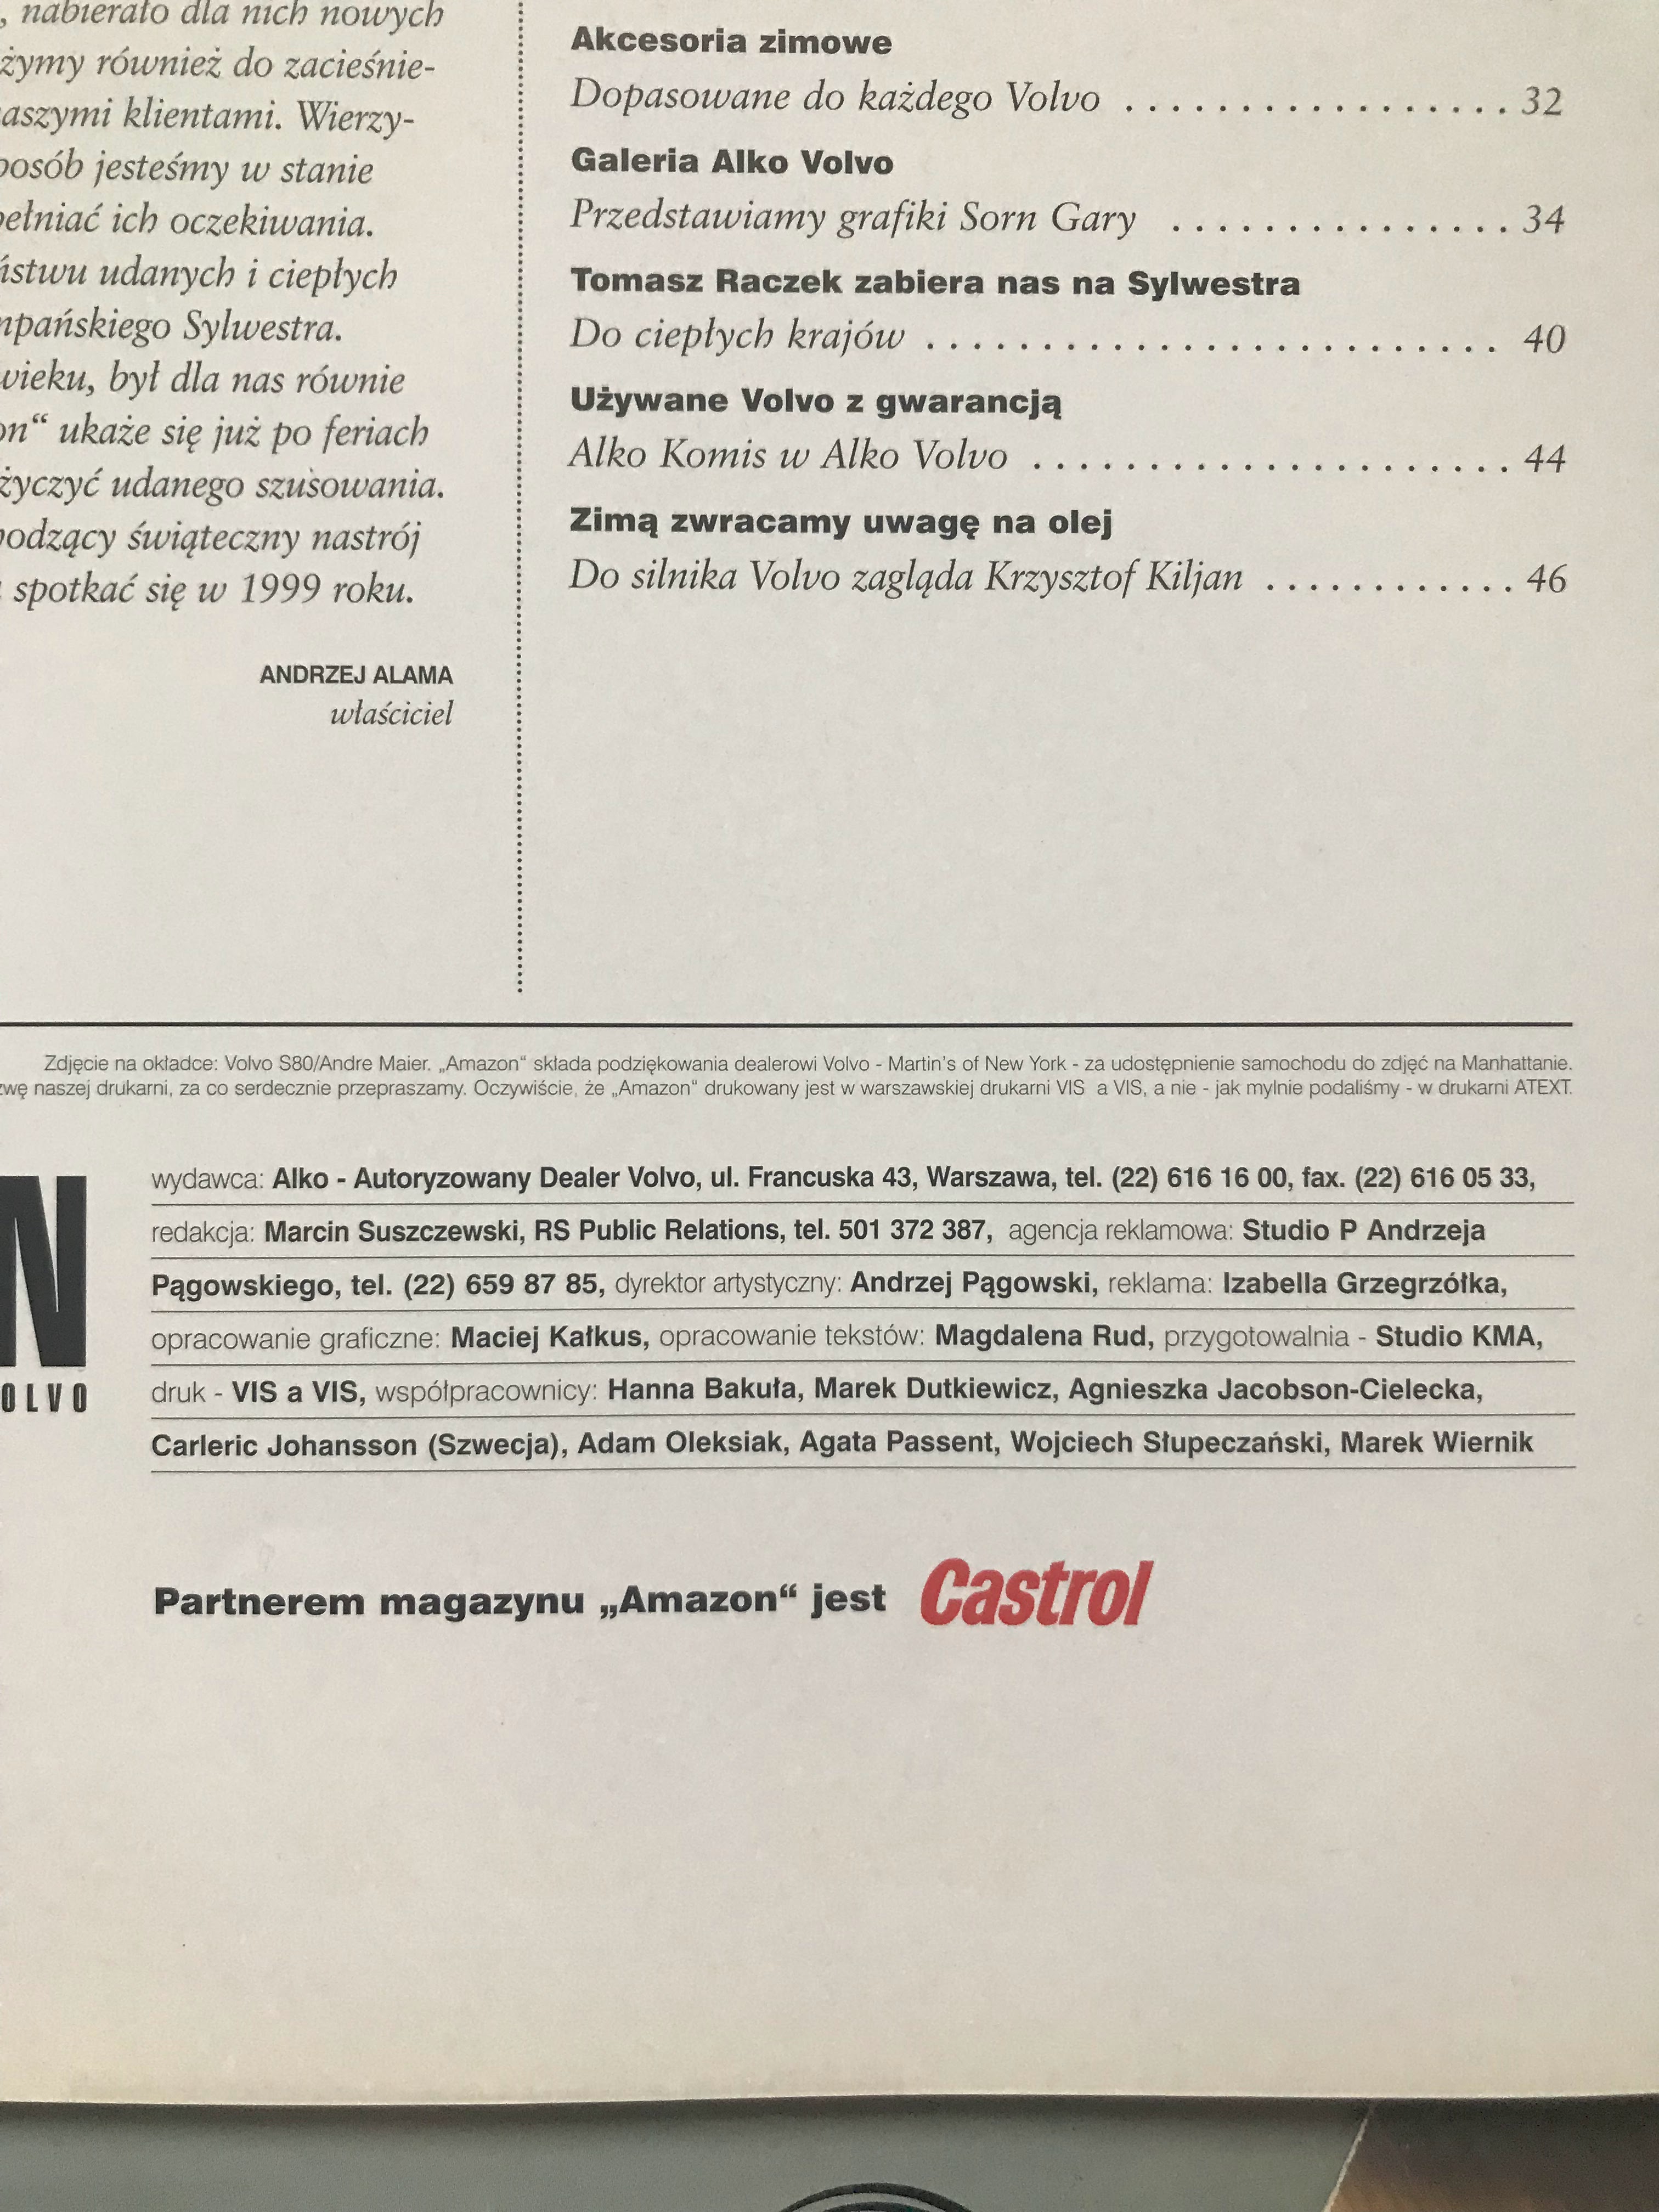 , nabierało dla nich nowych
żymy również do zacieśnie-
aszymi klientami. Wierzy-
posób jesteśmy w stanie
pełniać ich oczekiwania.
ństwu udanych i ciepłych
mpańskiego Sylwestra.
wieku, był dla nas równie
on“ ukaże się już po feriach
życzyć udanego szusowania.
hodzący świąteczny nastrój
spotkać się w 1999 roku.
ANDRZEJ ALAMA
właściciel
Akcesoria zimowe
Dopasowane do każdego Volvo . . . . . . . . . . . . . . . . . 32
Galeria Alko Volvo
Przedstawiamy grafiki Sorn Gary . . . . . . . . . . . . . . . 34
Tomasz Raczek zabiera nas na Sylwestra
Do ciepłych krajów . . . . . . . . . . . . . . . . . . . . . . . . . 40
Używane Volvo z gwarancją
Alko Komis w Alko Volvo . . . . . . . . . . . . . . . . . . . . . 44
Zimą zwracamy uwagę na olej
Do silnika Volvo zagląda Krzysztof Kiljan . . . . . . . . . . . . 46
Zdjęcie na okładce: Volvo S80/Andre Maier. „Amazon“ składa podziękowania dealerowi Volvo - Martin's of New York - za udostępnienie samochodu do zdjęć na Manhattanie.
zwę naszej drukarni, za co serdecznie przepraszamy. Oczywiście, że „Amazon“ drukowany jest w warszawskiej drukarni VIS a VIS, a nie - jak mylnie podaliśmy - w drukarni ATEXT.
N
OLVO
wydawca: Alko - Autoryzowany Dealer Volvo, ul. Francuska 43, Warszawa, tel. (22) 616 16 00, fax. (22) 616 05 33,
redakcja: Marcin Suszczewski, RS Public Relations, tel. 501 372 387, agencja reklamowa: Studio P Andrzeja
Pągowskiego, tel. (22) 659 87 85, dyrektor artystyczny: Andrzej Pągowski, reklama: Izabella Grzegrzółka,
opracowanie graficzne: Maciej Kałkus, opracowanie tekstów: Magdalena Rud, przygotowalnia - Studio KMA,
druk - VIS a VIS, współpracownicy: Hanna Bakuła, Marek Dutkiewicz, Agnieszka Jacobson-Cielecka,
Carleric Johansson (Szwecja), Adam Oleksiak, Agata Passent, Wojciech Słupeczański, Marek Wiernik
Partnerem magazynu „Amazon“ jest Castrol